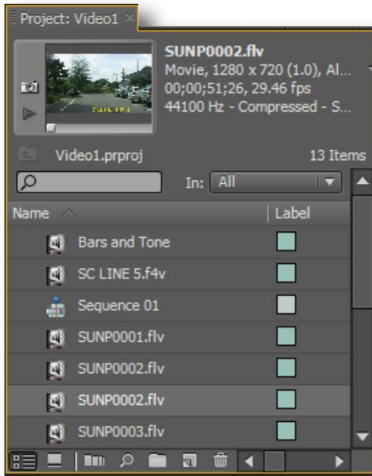 Project: Video1 ×
SUNP0002.flv
Movie, 1280 x 720 (1.0), Al...
00;00;51;26, 29.46 fps
44100 Hz - Compressed - S...
Video1.prproj
13 Items
In: All
Name
Label
Bars and Tone
SC LINE 5.f4v
Sequence 01
SUNP0001.flv
SUNP0002.flv
SUNP0002.flv
SUNP0003.flv